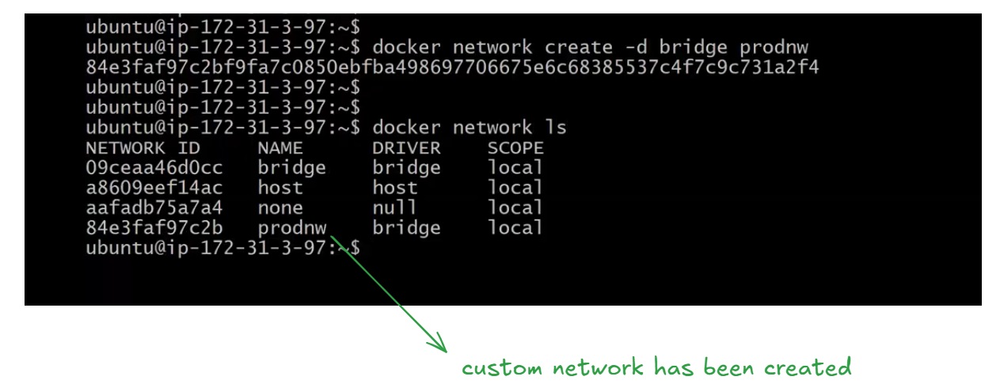 ubuntu@ip-172-31-3-97:~$
ubuntu@ip-172-31-3-97:~$ docker network create -d bridge prodnw
84e3faf97c2bf9fa7c0850ebfba498697706675e6c68385537c4f7c9c731a2f4
ubuntu@ip-172-31-3-97:~$
ubuntu@ip-172-31-3-97:~$
ubuntu@ip-172-31-3-97:~$ docker network ls
NETWORK ID NAME DRIVER SCOPE
09ceaa46d0cc bridge bridge local
a8609eef14ac host host local
aafadb75a7a4 none null local
84e3faf97c2b prodnw bridge local
ubuntu@ip-172-31-3-97:~$
custom network has been created